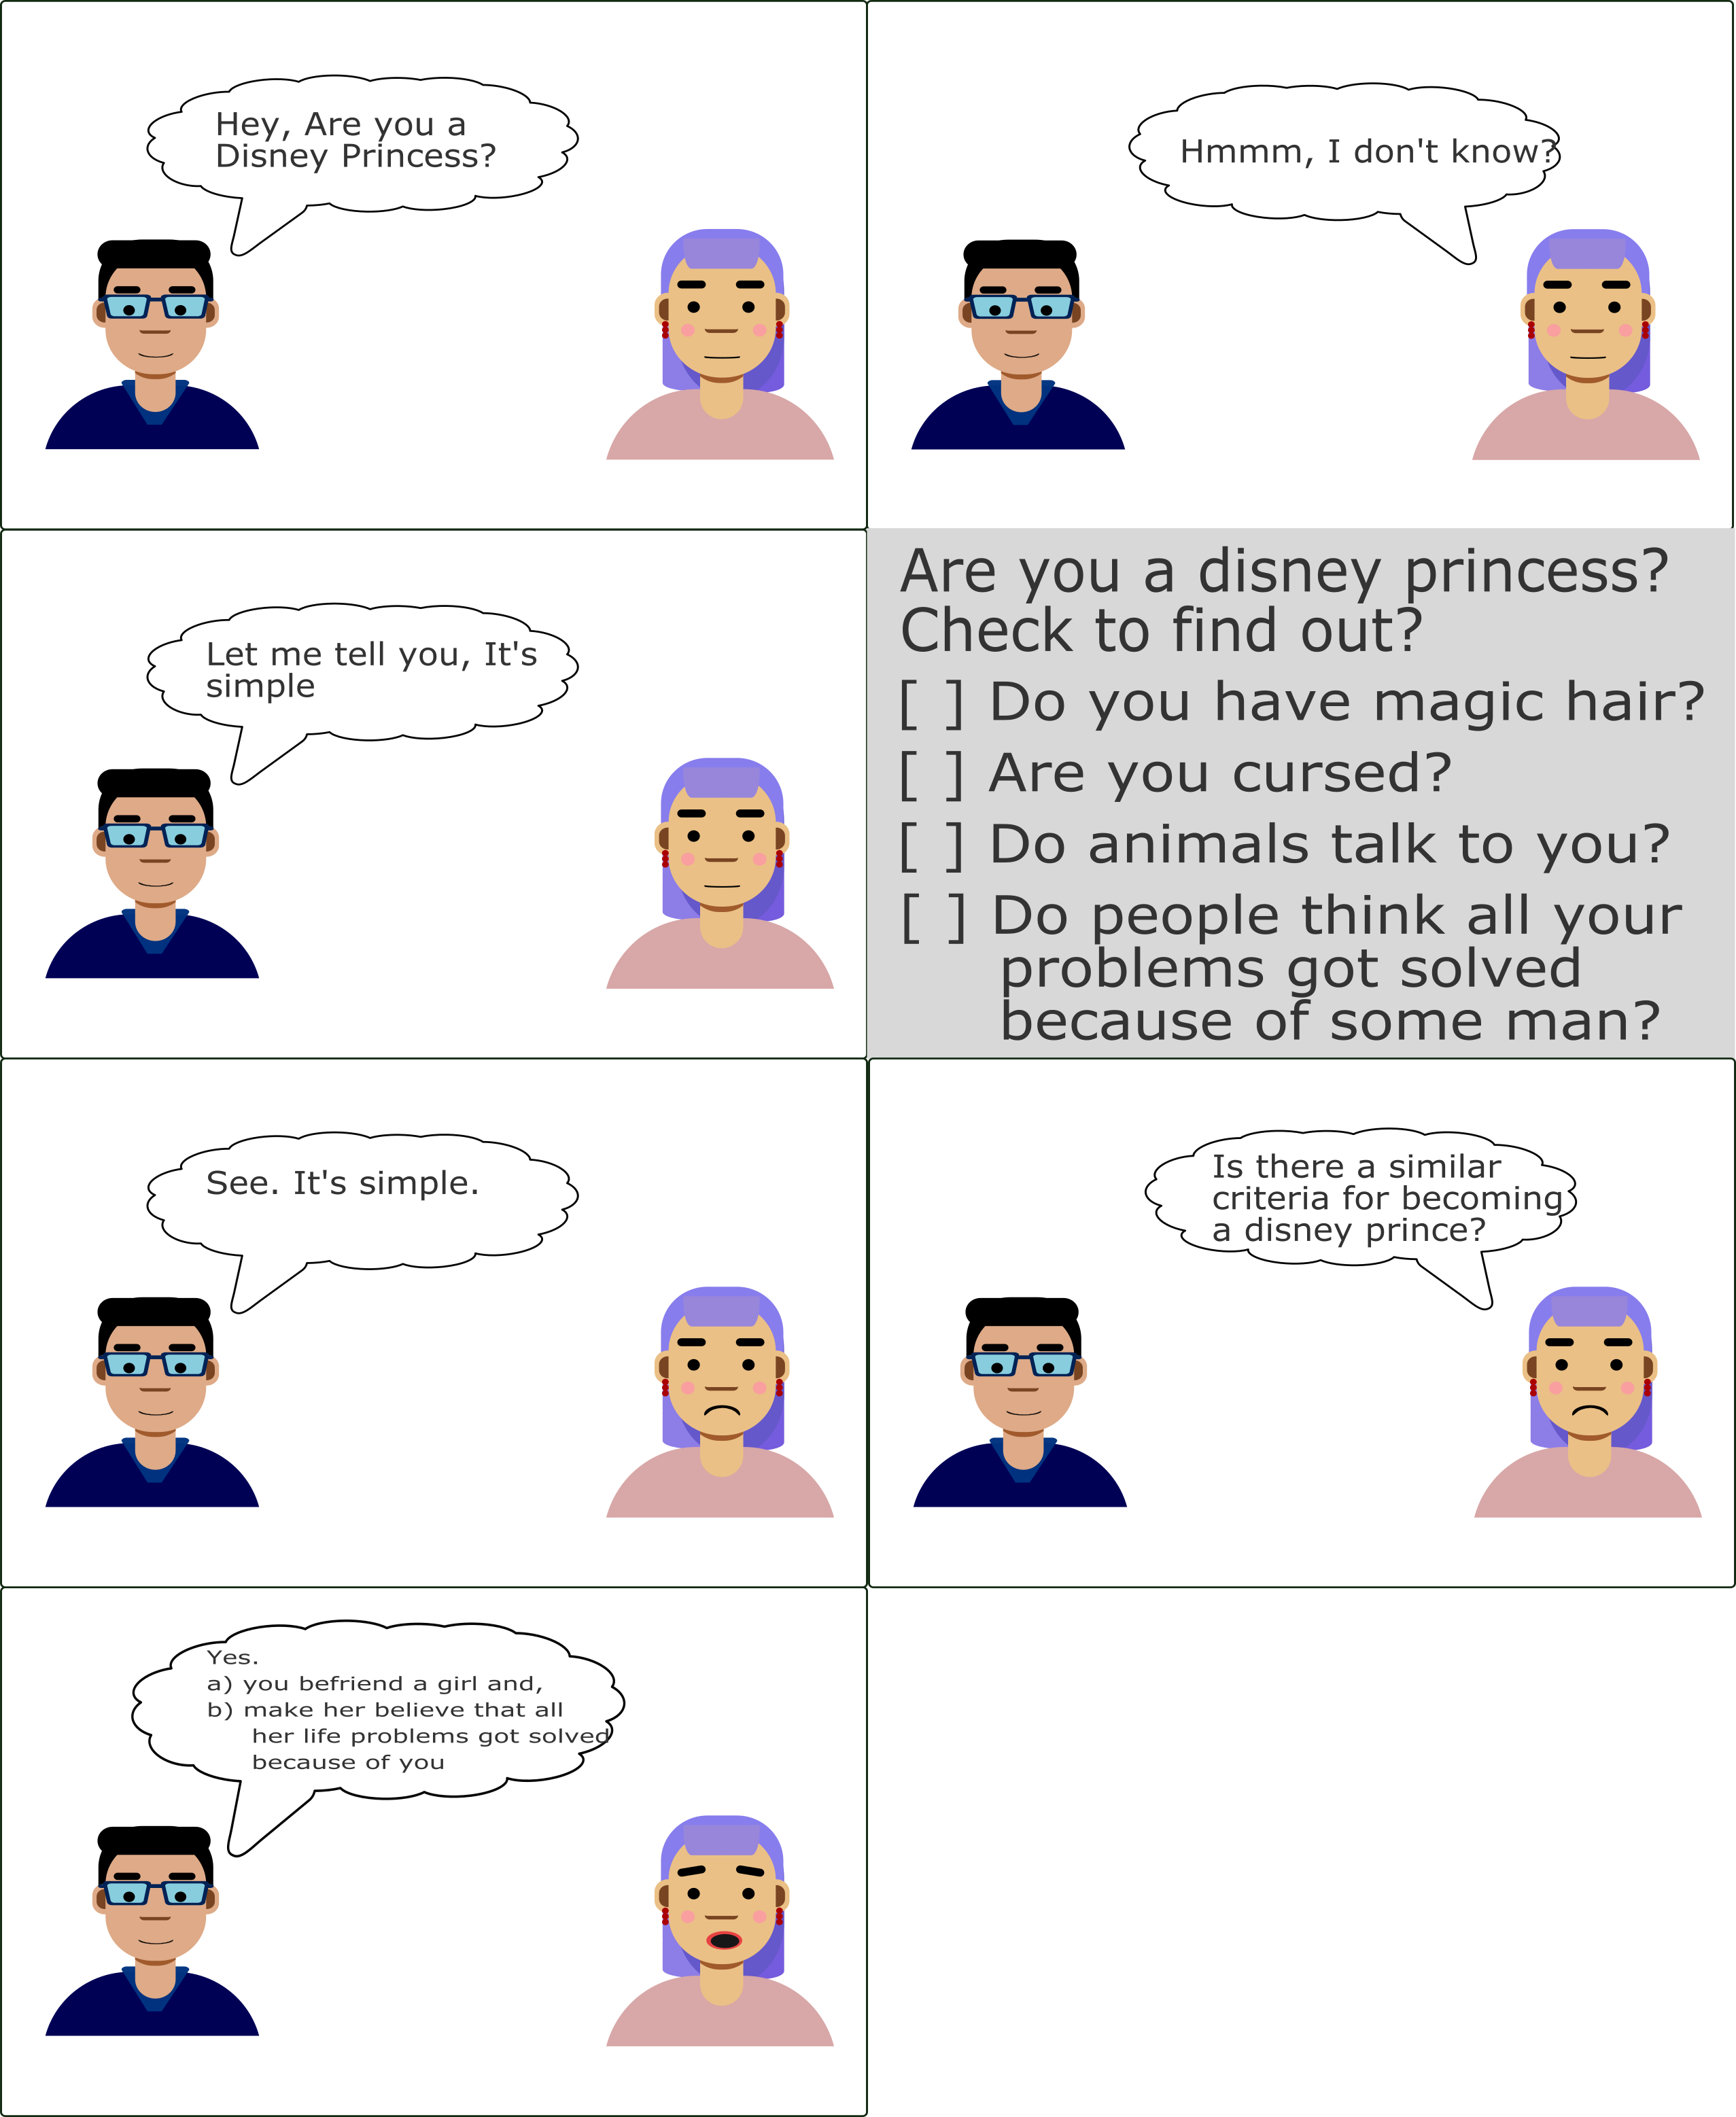 Hey, Are you a
Disney Princess?
Hmmm, I don't know?
Let me tell you, It's
simple
Are you a disney princess?
Check to find out?
[ ] Do you have magic hair?
[ ] Are you cursed?
[ ] Do animals talk to you?
[ ] Do people think all your
problems got solved
because of some man?
See. It's simple.
Is there a similar
criteria for becoming
a disney prince?
Yes.
a) you befriend a girl and,
b) make her believe that all
her life problems got solved
because of you